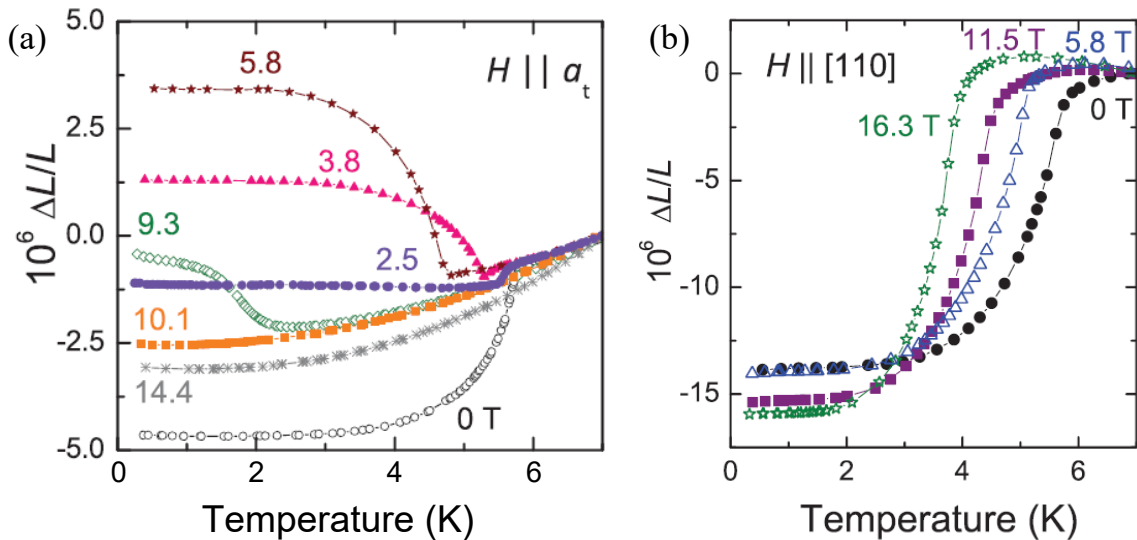 (a)
5.0
2.5
0.0
-2.5
-5.0
10⁶ ΔL/L
H || aₜ
5.8
3.8
9.3
2.5
10.1
14.4
0 T
0 2 4 6
Temperature (K)
(b)
0
-5
-10
-15
10⁶ ΔL/L
H || [110]
11.5 T
5.8 T
16.3 T
0 T
0 2 4 6
Temperature (K)